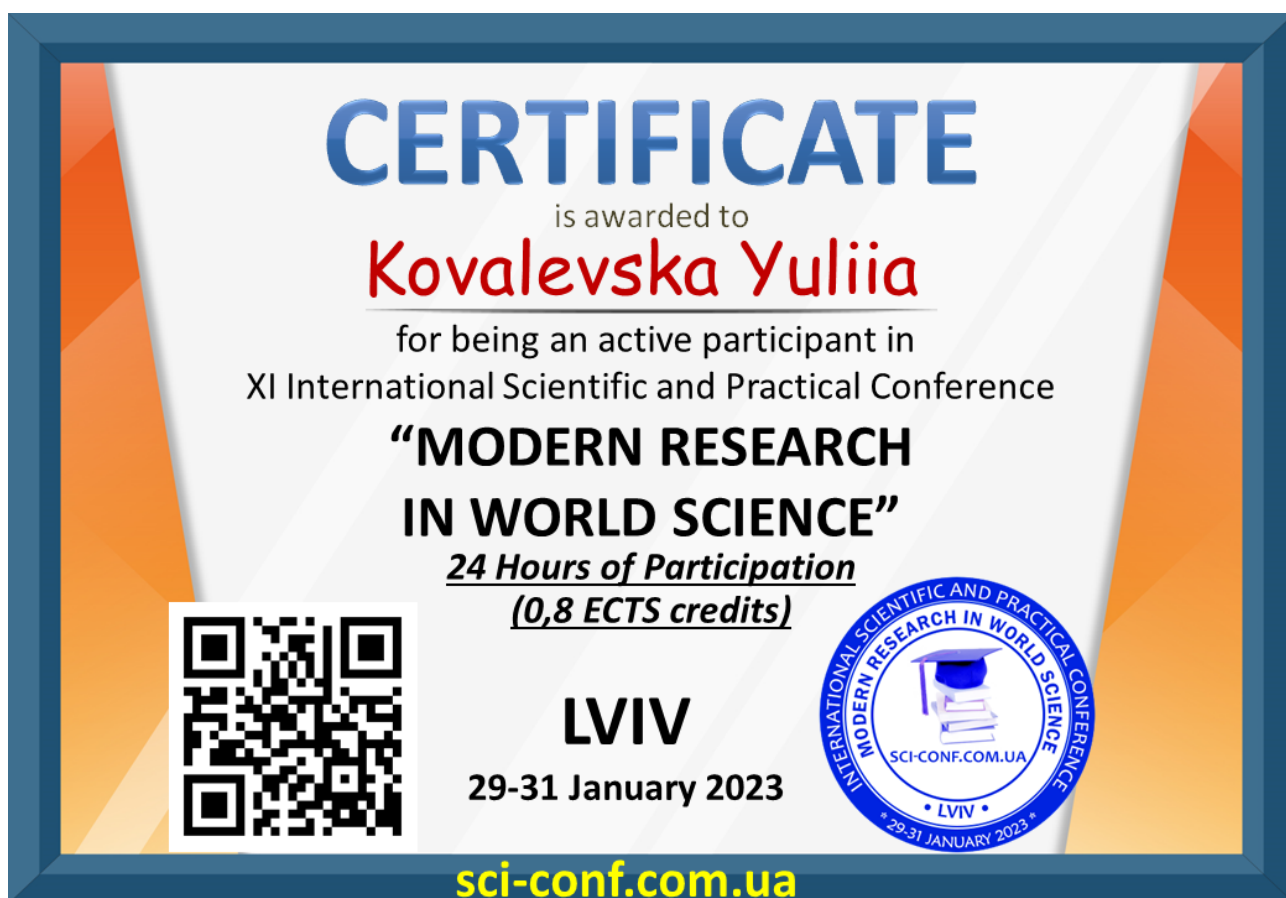 CERTIFICATE
is awarded to
Kovalevska Yuliia
for being an active participant in
XI International Scientific and Practical Conference
“MODERN RESEARCH
IN WORLD SCIENCE”
24 Hours of Participation
(0,8 ECTS credits)
LVIV
29-31 January 2023
INTERNATIONAL SCIENTIFIC AND PRACTICAL CONFERENCE
MODERN RESEARCH IN WORLD SCIENCE
SCI-CONF.COM.UA
• LVIV •
* 29-31 JANUARY 2023 *
sci-conf.com.ua